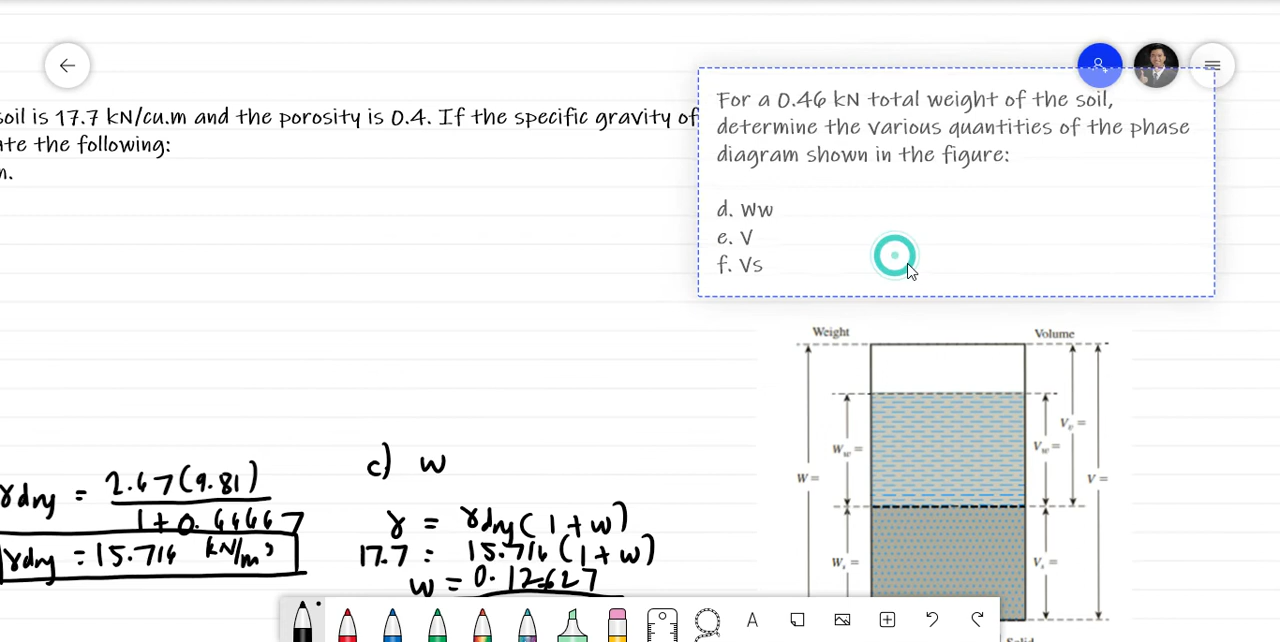 soil is 17.7 kN/cu.m and the porosity is 0.4. If the specific gravity of
ate the following:
n.
For a 0.46 kN total weight of the soil,
determine the various quantities of the phase
diagram shown in the figure:
d. Ww
e. V
f. Vs
Weight
Volume
Vv =
Ww =
Vw =
W =
V =
Ws =
Vs =
Solid
γdry = 2.67(9.81)
1+0.66667
γdry = 15.714 kN/m³
c) w
γ = γdry(1+w)
17.7 = 15.716(1+w)
w = 0.12627
A